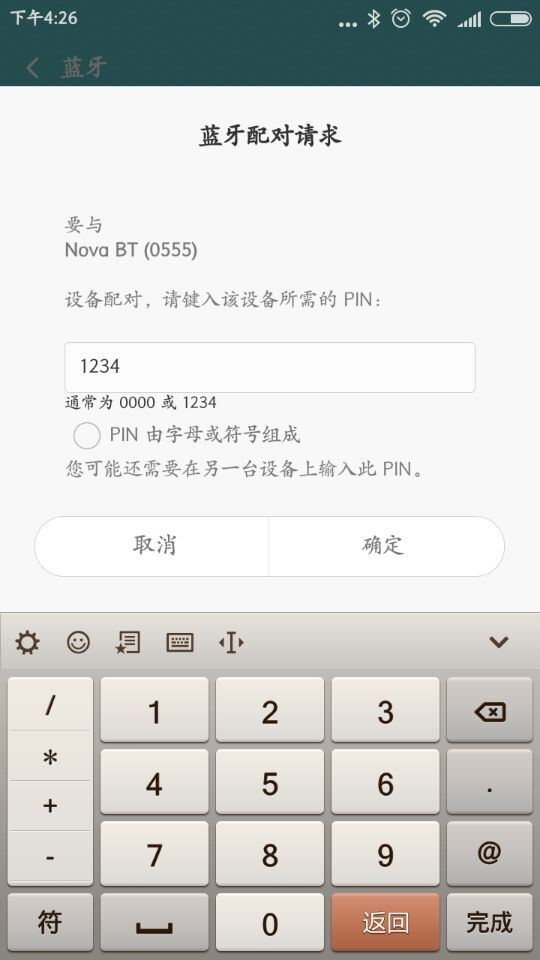 下午4:26
蓝牙
蓝牙配对请求
要与
Nova BT (0555)
设备配对，请键入该设备所需的 PIN：
1234
通常为 0000 或 1234
PIN 由字母或符号组成
您可能还需要在另一台设备上输入此 PIN。
取消 确定
/ 1 2 3
* 4 5 6 .
+ 7 8 9 @
-
符 0 返回 完成